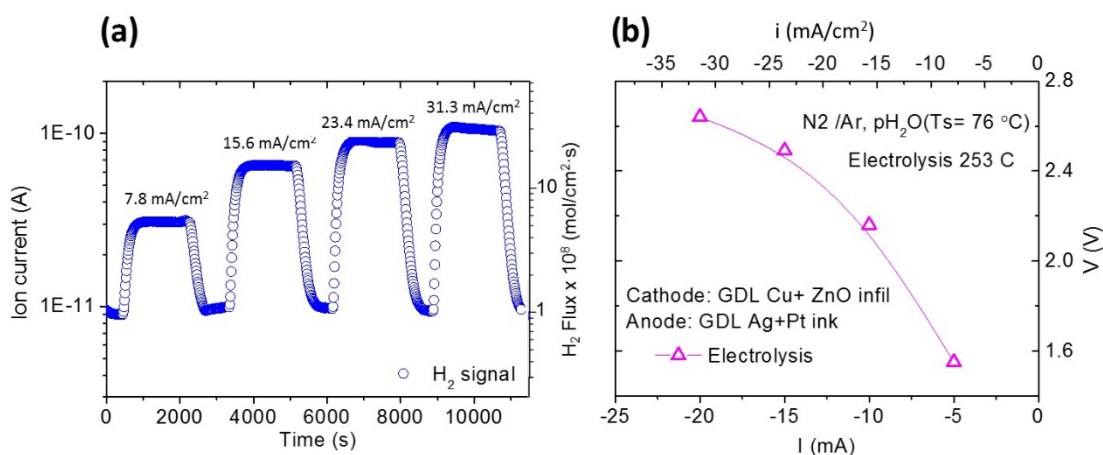 (a)
1E-10
1E-11
Ion current (A)
7.8 mA/cm²
15.6 mA/cm²
23.4 mA/cm²
31.3 mA/cm²
H₂ signal
0 2000 4000 6000 8000 10000
Time (s)
10
1
H₂ Flux x 10⁸ (mol/cm²·s)
(b)
i (mA/cm²)
-35 -30 -25 -20 -15 -10 -5 0
N2 /Ar, pH₂O(Ts= 76 °C)
Electrolysis 253 C
Cathode: GDL Cu+ ZnO infil
Anode: GDL Ag+Pt ink
Electrolysis
2.8
2.4
2.0
1.6
V (V)
-25 -20 -15 -10 -5 0
I (mA)